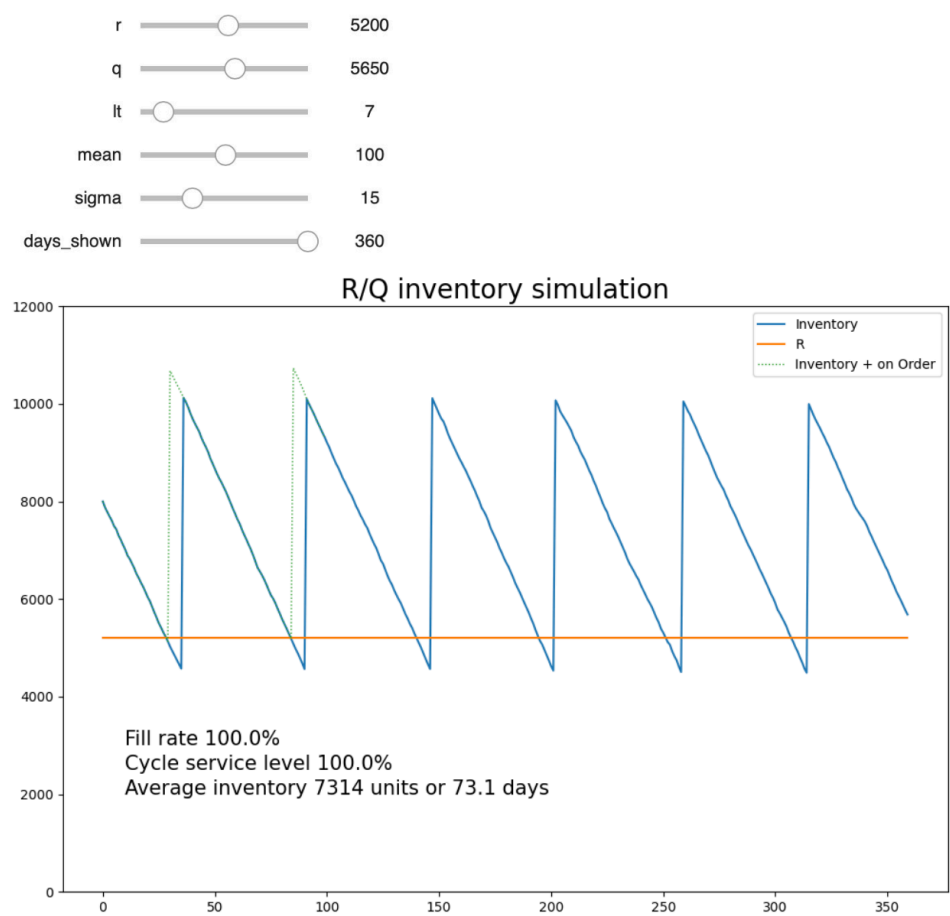 r 5200
q 5650
lt 7
mean 100
sigma 15
days_shown 360
R/Q inventory simulation
12000
Inventory
R
Inventory + on Order
10000
8000
6000
4000
Fill rate 100.0%
Cycle service level 100.0%
Average inventory 7314 units or 73.1 days
2000
0
0 50 100 150 200 250 300 350